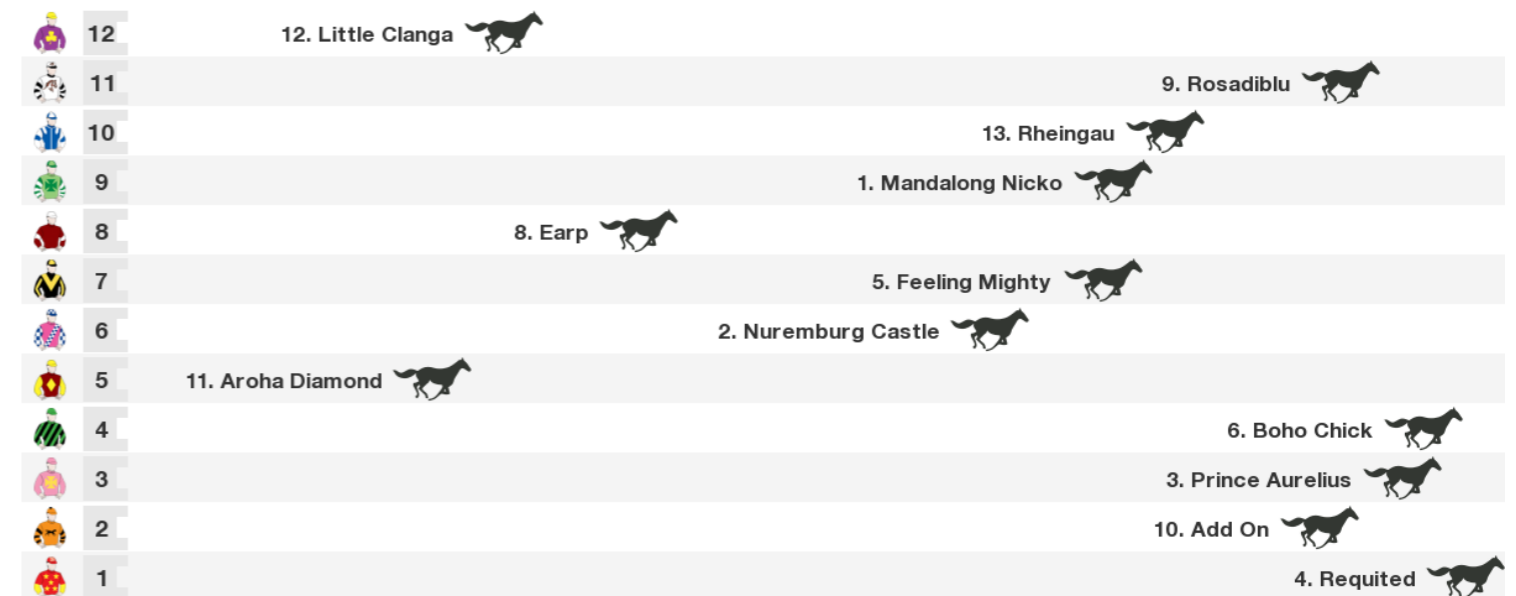 12 12. Little Clanga
11 9. Rosadiblu
10 13. Rheingau
9 1. Mandalong Nicko
8 8. Earp
7 5. Feeling Mighty
6 2. Nuremburg Castle
5 11. Aroha Diamond
4 6. Boho Chick
3 3. Prince Aurelius
2 10. Add On
1 4. Requited